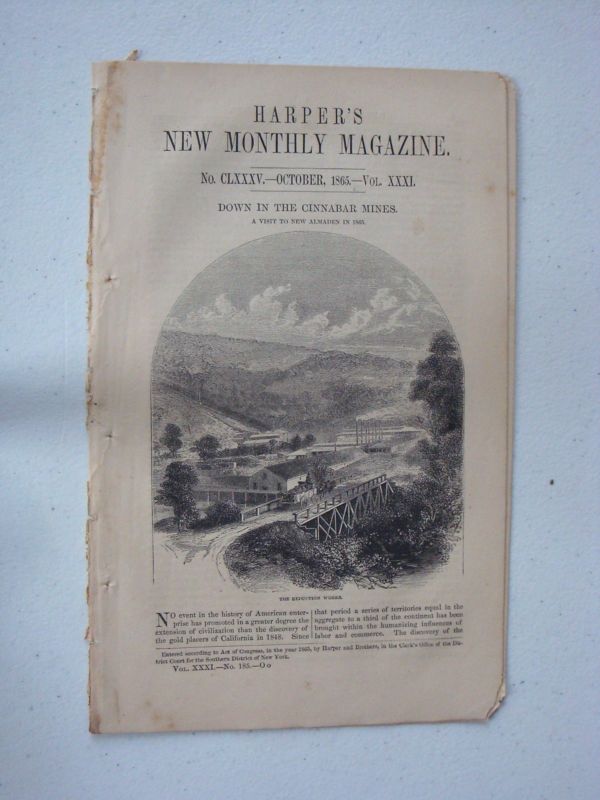 HARPER'S
NEW MONTHLY MAGAZINE.
No. CLXXXV.—OCTOBER, 1865.—Vol. XXXI.
DOWN IN THE CINNABAR MINES.
A VISIT TO NEW ALMADEN IN 1865.
THE REDUCTION WORKS.
NO event in the history of American enter-
prise has promoted in a greater degree the
extension of civilization than the discovery of
the gold placers of California in 1848. Since
that period a series of territories equal in the
aggregate to a third of the continent has been
brought within the humanizing influences of
labor and commerce. The discovery of the
Entered according to Act of Congress, in the year 1865, by Harper and Brothers, in the Clerk's Office of the Dis-
trict Court for the Southern District of New York.
Vol. XXXI.—No. 185.—O o